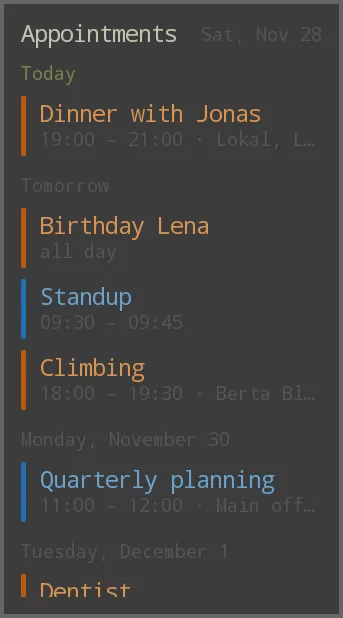 Appointments Sat, Nov 28
Today
Dinner with Jonas
19:00 – 21:00 · Lokal, L…
Tomorrow
Birthday Lena
all day
Standup
09:30 – 09:45
Climbing
18:00 – 19:30 · Berta Bl…
Monday, November 30
Quarterly planning
11:00 – 12:00 · Main off…
Tuesday, December 1
Dentist